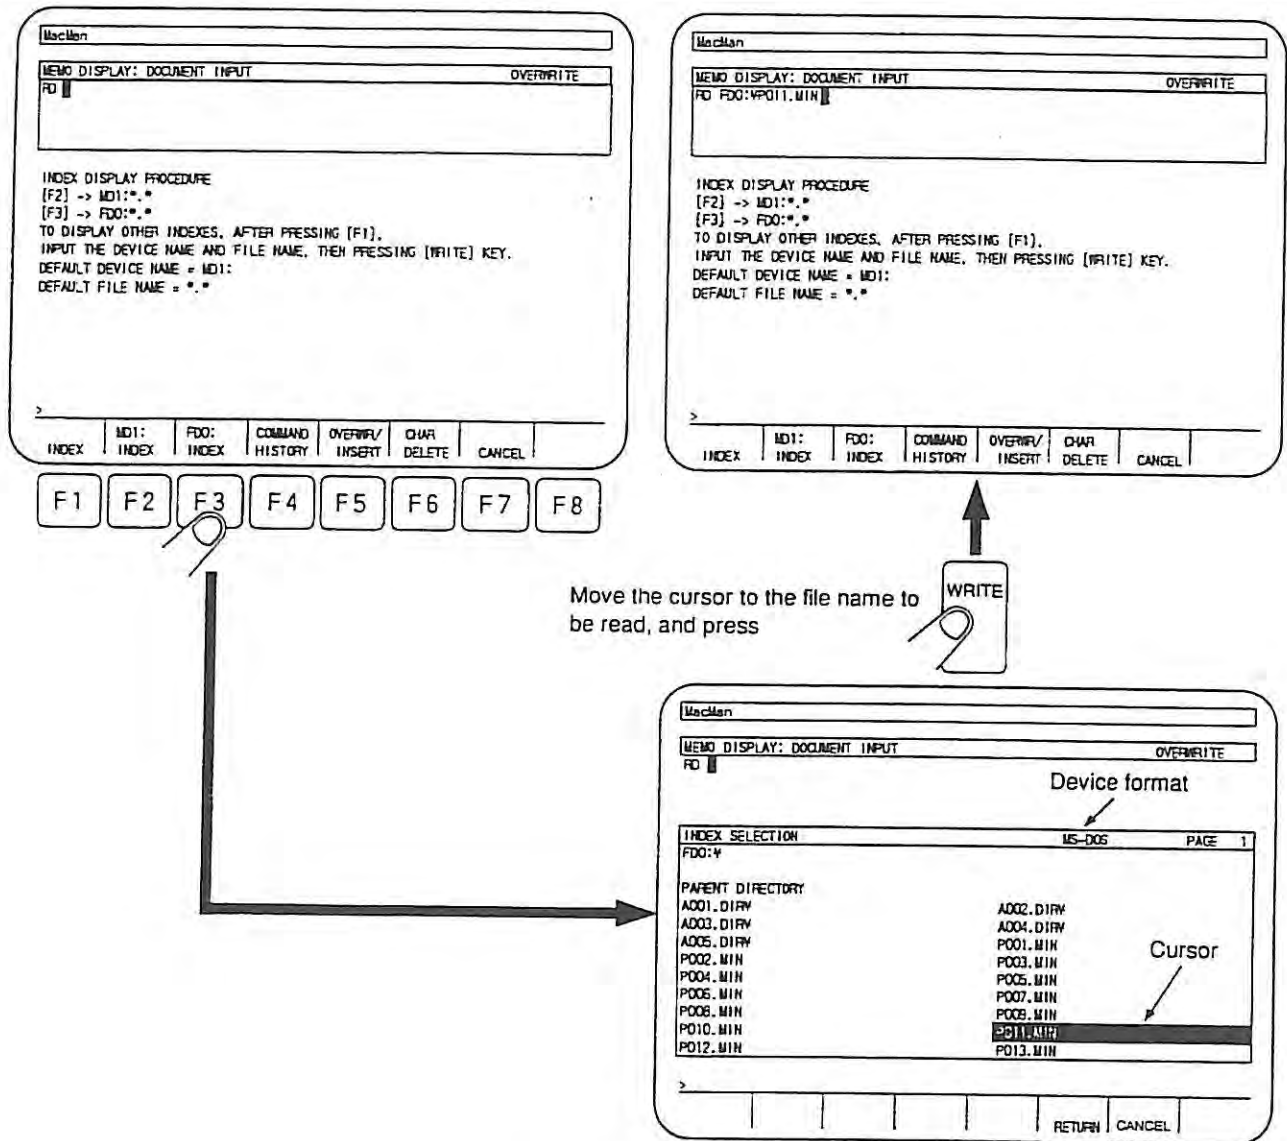 MacMan
MEMO DISPLAY: DOCUMENT INPUT OVERWRITE
RD
INDEX DISPLAY PROCEDURE
[F2] -> MD1:*.*
[F3] -> FD0:*.*
TO DISPLAY OTHER INDEXES, AFTER PRESSING [F1],
INPUT THE DEVICE NAME AND FILE NAME, THEN PRESSING [WRITE] KEY.
DEFAULT DEVICE NAME = MD1:
DEFAULT FILE NAME = *.*
>
INDEX MD1: INDEX FD0: INDEX COMMAND HISTORY OVERWR/ INSERT CHAR DELETE CANCEL
F1 F2 F3 F4 F5 F6 F7 F8
MacMan
MEMO DISPLAY: DOCUMENT INPUT OVERWRITE
RD FD0:¥P011.MIN
INDEX DISPLAY PROCEDURE
[F2] -> MD1:*.*
[F3] -> FD0:*.*
TO DISPLAY OTHER INDEXES, AFTER PRESSING [F1],
INPUT THE DEVICE NAME AND FILE NAME, THEN PRESSING [WRITE] KEY.
DEFAULT DEVICE NAME = MD1:
DEFAULT FILE NAME = *.*
>
INDEX MD1: INDEX FD0: INDEX COMMAND HISTORY OVERWR/ INSERT CHAR DELETE CANCEL
Move the cursor to the file name to
be read, and press
WRITE
MacMan
MEMO DISPLAY: DOCUMENT INPUT OVERWRITE
RD
Device format
INDEX SELECTION MS-DOS PAGE 1
FD0:¥
PARENT DIRECTORY
A001.DIR¥ A002.DIR¥
A003.DIR¥ A004.DIR¥
A005.DIR¥ P001.MIN
Cursor
P002.MIN P003.MIN
P004.MIN P005.MIN
P006.MIN P007.MIN
P008.MIN P009.MIN
P010.MIN P011.MIN
P012.MIN P013.MIN
>
RETURN CANCEL